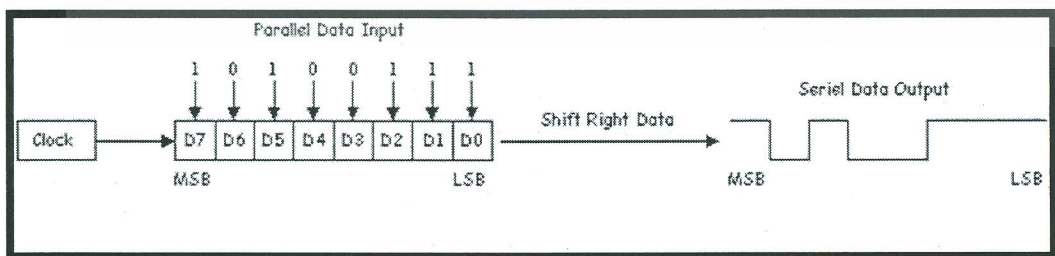 Parallel Data Input
1 0 1 0 0 1 1 1
Seriel Data Output
Clock
D7 D6 D5 D4 D3 D2 D1 D0
Shift Right Data
MSB LSB
MSB LSB